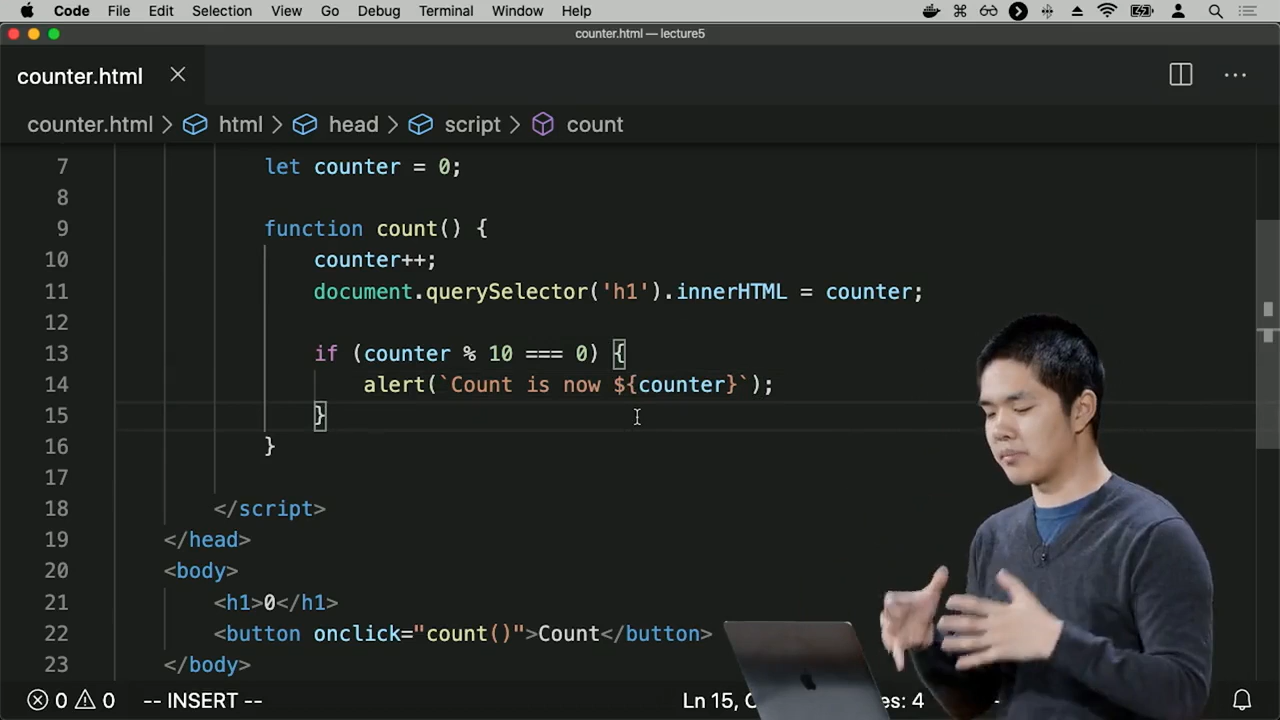 Code File Edit Selection View Go Debug Terminal Window Help
counter.html — lecture5
counter.html
counter.html > html > head > script > count
7 let counter = 0;
8
9 function count() {
10 counter++;
11 document.querySelector('h1').innerHTML = counter;
12
13 if (counter % 10 === 0) {
14 alert(`Count is now ${counter}`);
15 }
16 }
17
18 </script>
19 </head>
20 <body>
21 <h1>0</h1>
22 <button onclick="count()">Count</button>
23 </body>
0 0 -- INSERT -- Ln 15, 4